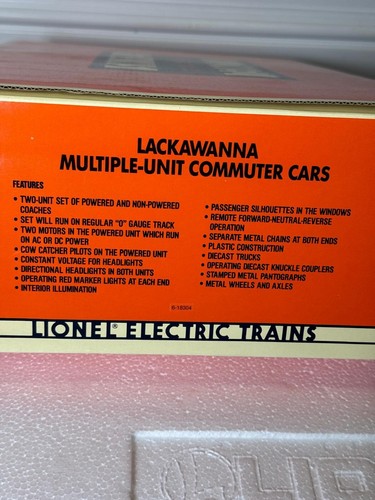 LACKAWANNA
MULTIPLE-UNIT COMMUTER CARS
FEATURES
• TWO-UNIT SET OF POWERED AND NON-POWERED
COACHES
• SET WILL RUN ON REGULAR "O" GAUGE TRACK
• TWO MOTORS IN THE POWERED UNIT WHICH RUN
ON AC OR DC POWER
• COW CATCHER PILOTS ON THE POWERED UNIT
• CONSTANT VOLTAGE FOR HEADLIGHTS
• DIRECTIONAL HEADLIGHTS IN BOTH UNITS
• OPERATING RED MARKER LIGHTS AT EACH END
• INTERIOR ILLUMINATION
• PASSENGER SILHOUETTES IN THE WINDOWS
• REMOTE FORWARD-NEUTRAL-REVERSE
OPERATION
• SEPARATE METAL CHAINS AT BOTH ENDS
• PLASTIC CONSTRUCTION
• DIECAST TRUCKS
• OPERATING DIECAST KNUCKLE COUPLERS
• STAMPED METAL PANTOGRAPHS
• METAL WHEELS AND AXLES
6-18304
LIONEL® ELECTRIC TRAINS